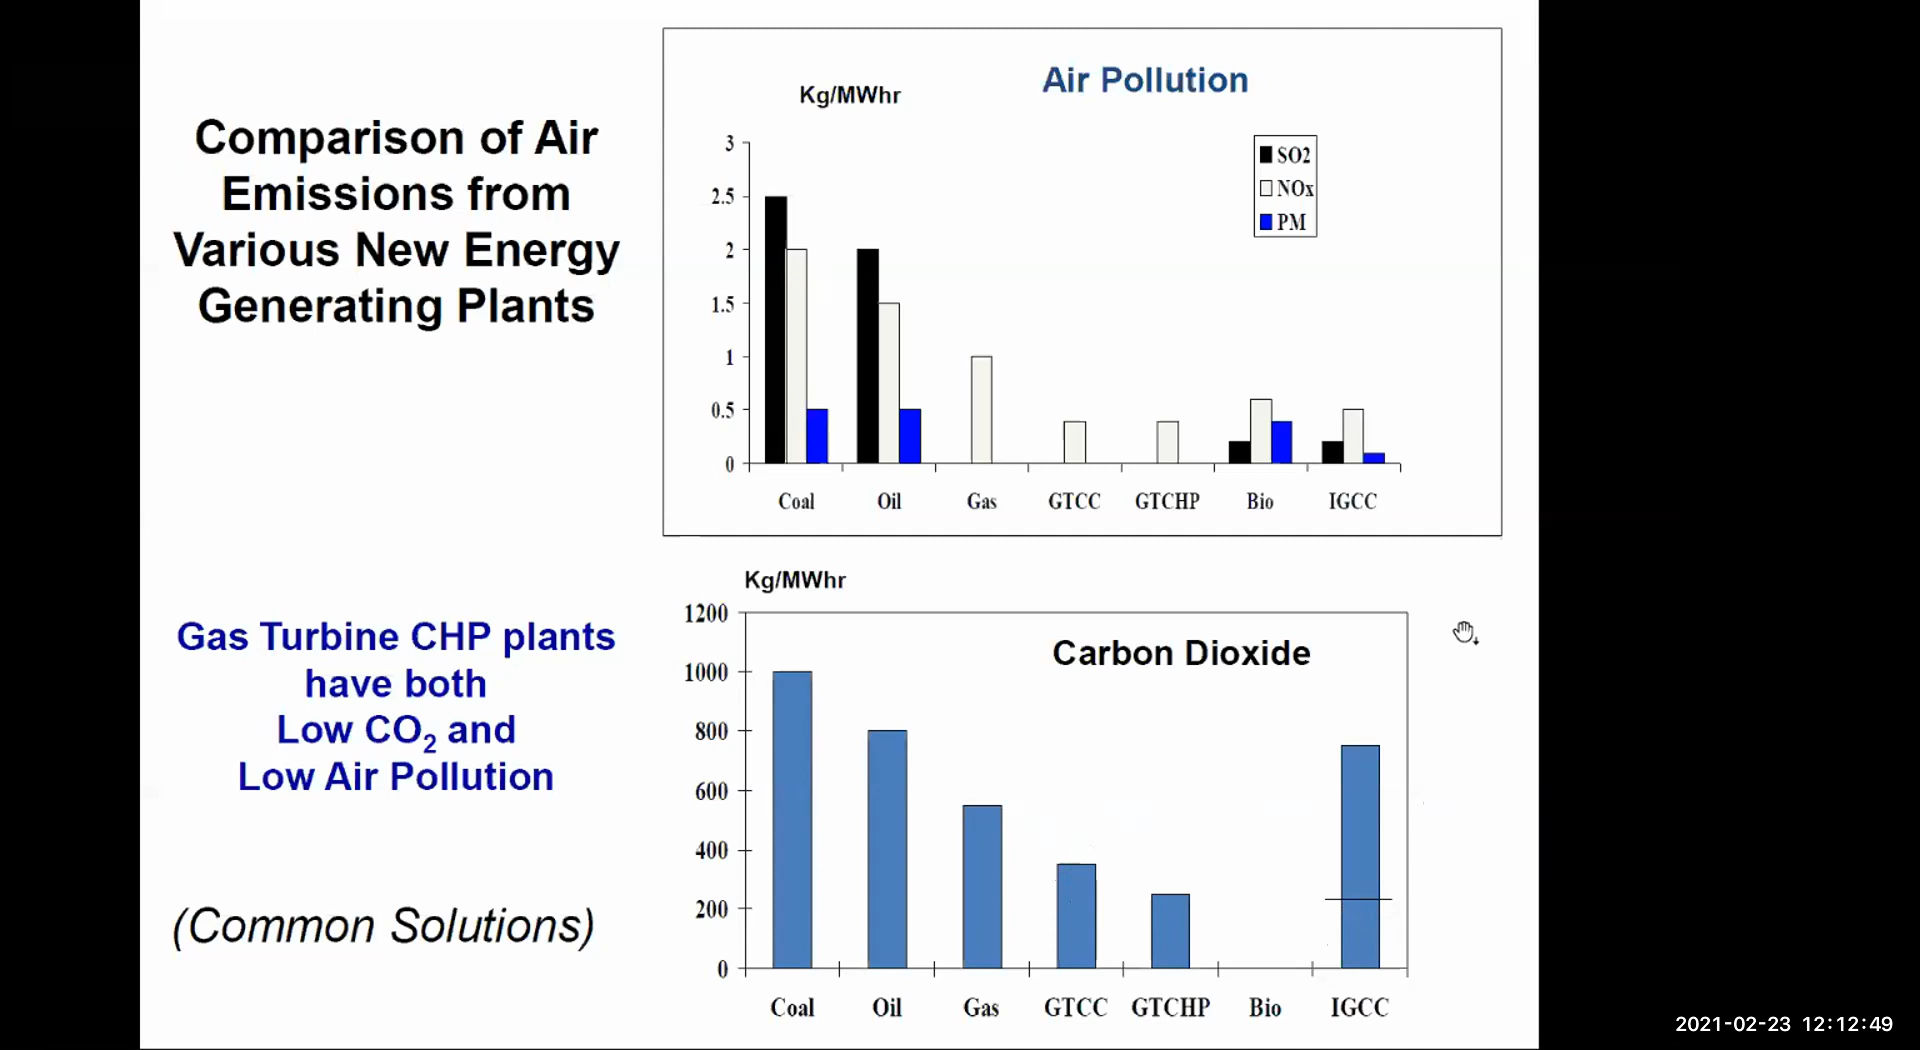 Comparison of Air
Emissions from
Various New Energy
Generating Plants
Gas Turbine CHP plants
have both
Low CO₂ and
Low Air Pollution
(Common Solutions)
Air Pollution
Kg/MWhr
3
2.5
2
1.5
1
0.5
0
SO2
NOx
PM
Coal Oil Gas GTCC GTCHP Bio IGCC
Kg/MWhr
Carbon Dioxide
1200
1000
800
600
400
200
0
Coal Oil Gas GTCC GTCHP Bio IGCC
2021-02-23 12:12:49